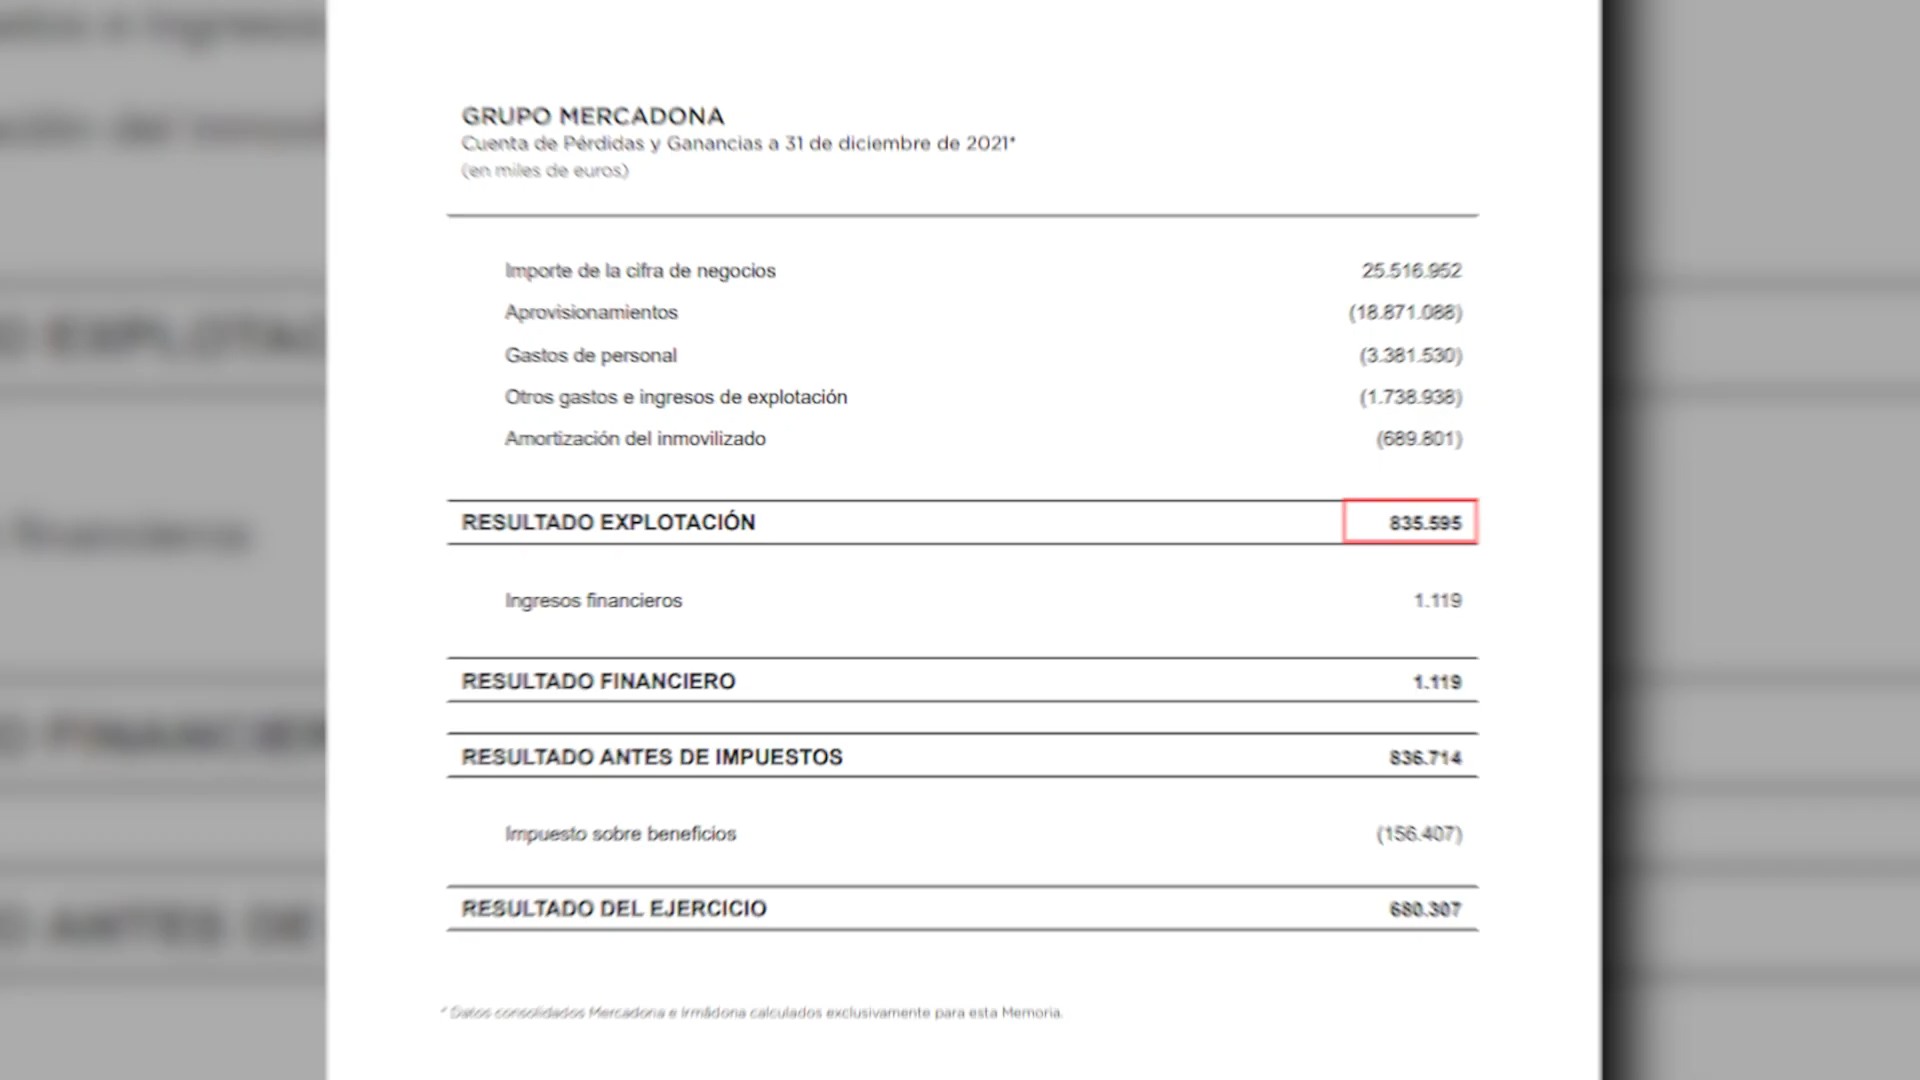 GRUPO MERCADONA
Cuenta de Pérdidas y Ganancias a 31 de diciembre de 2021*
(en miles de euros)
Importe de la cifra de negocios 25.516.952
Aprovisionamientos (18.871.088)
Gastos de personal (3.381.530)
Otros gastos e ingresos de explotación (1.738.938)
Amortización del inmovilizado (689.801)
RESULTADO EXPLOTACIÓN 835.595
Ingresos financieros 1.119
RESULTADO FINANCIERO 1.119
RESULTADO ANTES DE IMPUESTOS 836.714
Impuesto sobre beneficios (156.407)
RESULTADO DEL EJERCICIO 680.307
* Datos consolidados Mercadona e Irmãdona calculados exclusivamente para esta Memoria.